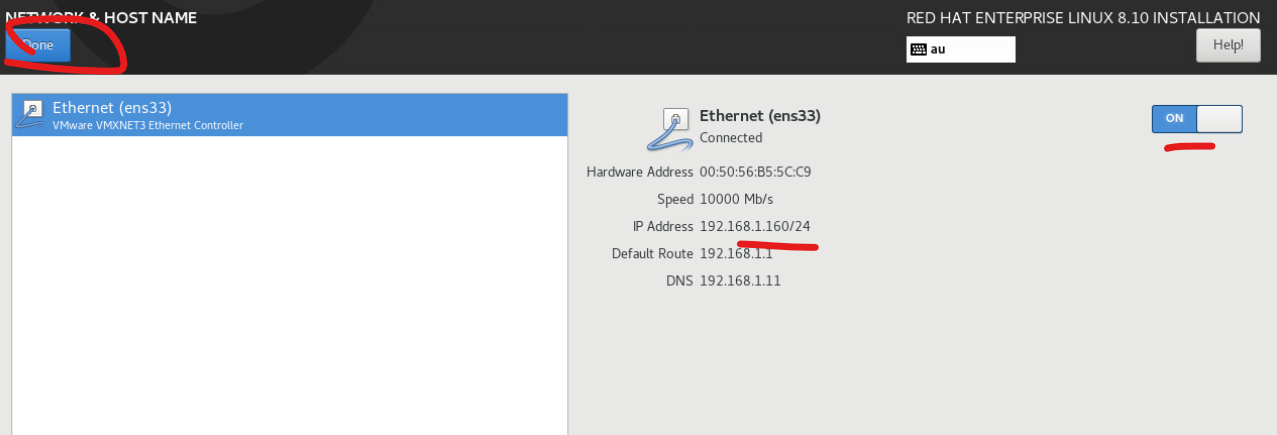 NETWORK & HOST NAME
RED HAT ENTERPRISE LINUX 8.10 INSTALLATION
Done
au
Help!
Ethernet (ens33)
VMware VMXNET3 Ethernet Controller
Ethernet (ens33)
Connected
ON
Hardware Address 00:50:56:B5:5C:C9
Speed 10000 Mb/s
IP Address 192.168.1.160/24
Default Route 192.168.1.1
DNS 192.168.1.11